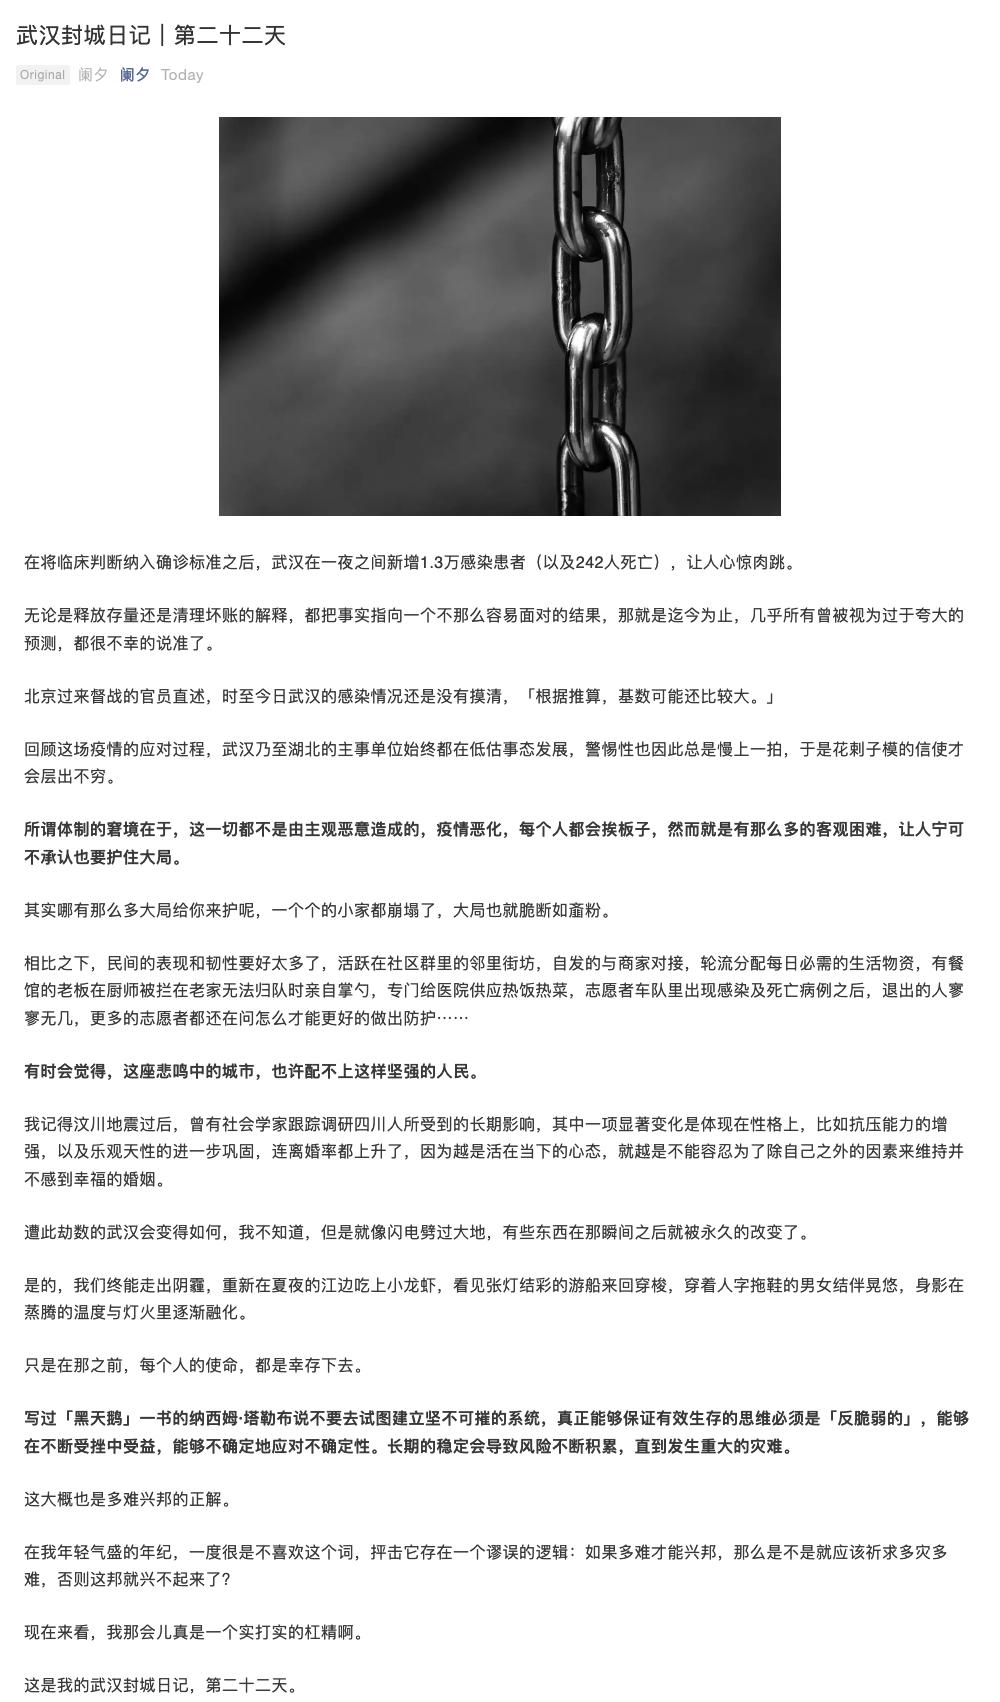 武汉封城日记 | 第二十二天
Original 阑夕 阑夕 Today
在将临床判断纳入确诊标准之后，武汉在一夜之间新增1.3万感染患者（以及242人死亡），让人心惊肉跳。
无论是释放存量还是清理坏账的解释，都把事实指向一个不那么容易面对的结果，那就是迄今为止，几乎所有曾被视为过于夸大的
预测，都很不幸的说准了。
北京过来督战的官员直述，时至今日武汉的感染情况还是没有摸清，「根据推算，基数可能还比较大。」
回顾这场疫情的应对过程，武汉乃至湖北的主事单位始终都在低估事态发展，警惕性也因此总是慢上一拍，于是花剌子模的信使才
会层出不穷。
所谓体制的窘境在于，这一切都不是由主观恶意造成的，疫情恶化，每个人都会挨板子，然而就是有那么多的客观困难，让人宁可
不承认也要护住大局。
其实哪有那么多大局给你来护呢，一个个的小家都崩塌了，大局也就脆断如齑粉。
相比之下，民间的表现和韧性要好太多了，活跃在社区群里的邻里街坊，自发的与商家对接，轮流分配每日必需的生活物资，有餐
馆的老板在厨师被拦在老家无法归队时亲自掌勺，专门给医院供应热饭热菜，志愿者车队里出现感染及死亡病例之后，退出的人寥
寥无几，更多的志愿者都还在问怎么才能更好的做出防护……
有时会觉得，这座悲鸣中的城市，也许配不上这样坚强的人民。
我记得汶川地震过后，曾有社会学家跟踪调研四川人所受到的长期影响，其中一项显著变化是体现在性格上，比如抗压能力的增
强，以及乐观天性的进一步巩固，连离婚率都上升了，因为越是活在当下的心态，就越是不能容忍为了除自己之外的因素来维持并
不感到幸福的婚姻。
遭此劫数的武汉会变得如何，我不知道，但是就像闪电劈过大地，有些东西在那瞬间之后就被永久的改变了。
是的，我们终能走出阴霾，重新在夏夜的江边吃上小龙虾，看见张灯结彩的游船来回穿梭，穿着人字拖鞋的男女结伴晃悠，身影在
蒸腾的温度与灯火里逐渐融化。
只是在那之前，每个人的使命，都是幸存下去。
写过「黑天鹅」一书的纳西姆·塔勒布说不要去试图建立坚不可摧的系统，真正能够保证有效生存的思维必须是「反脆弱的」，能够
在不断受挫中受益，能够不确定地应对不确定性。长期的稳定会导致风险不断积累，直到发生重大的灾难。
这大概也是多难兴邦的正解。
在我年轻气盛的年纪，一度很是不喜欢这个词，抨击它存在一个谬误的逻辑：如果多难才能兴邦，那么是不是就应该祈求多灾多
难，否则这邦就兴不起来了?
现在来看，我那会儿真是一个实打实的杠精啊。
这是我的武汉封城日记，第二十二天。